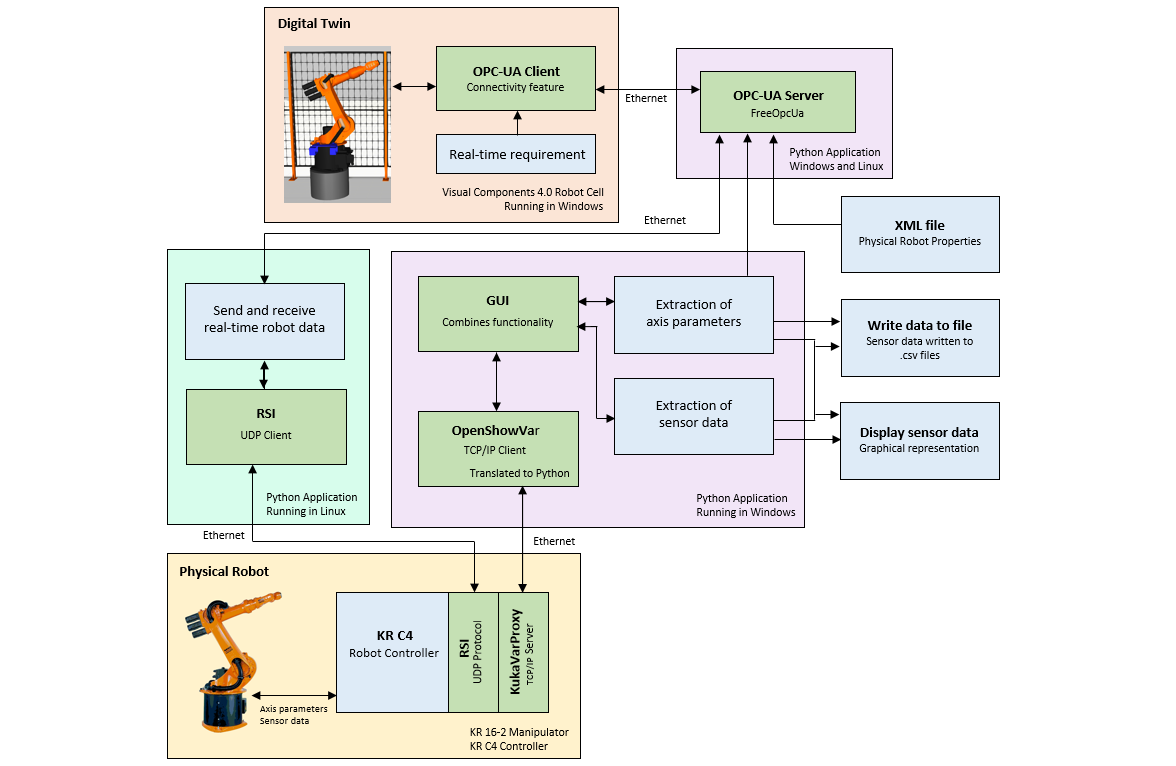 Digital Twin
OPC-UA Client
Connectivity feature
Real-time requirement
Visual Components 4.0 Robot Cell
Running in Windows
Ethernet
OPC-UA Server
FreeOpcUa
Python Application
Windows and Linux
Ethernet
XML file
Physical Robot Properties
Send and receive
real-time robot data
RSI
UDP Client
Python Application
Running in Linux
GUI
Combines functionality
Extraction of
axis parameters
Extraction of
sensor data
OpenShowVar
TCP/IP Client
Translated to Python
Python Application
Running in Windows
Write data to file
Sensor data written to
.csv files
Display sensor data
Graphical representation
Ethernet
Ethernet
Physical Robot
KR C4
Robot Controller
RSI
UDP Protocol
KukaVarProxy
TCP/IP Server
Axis parameters
Sensor data
KR 16-2 Manipulator
KR C4 Controller